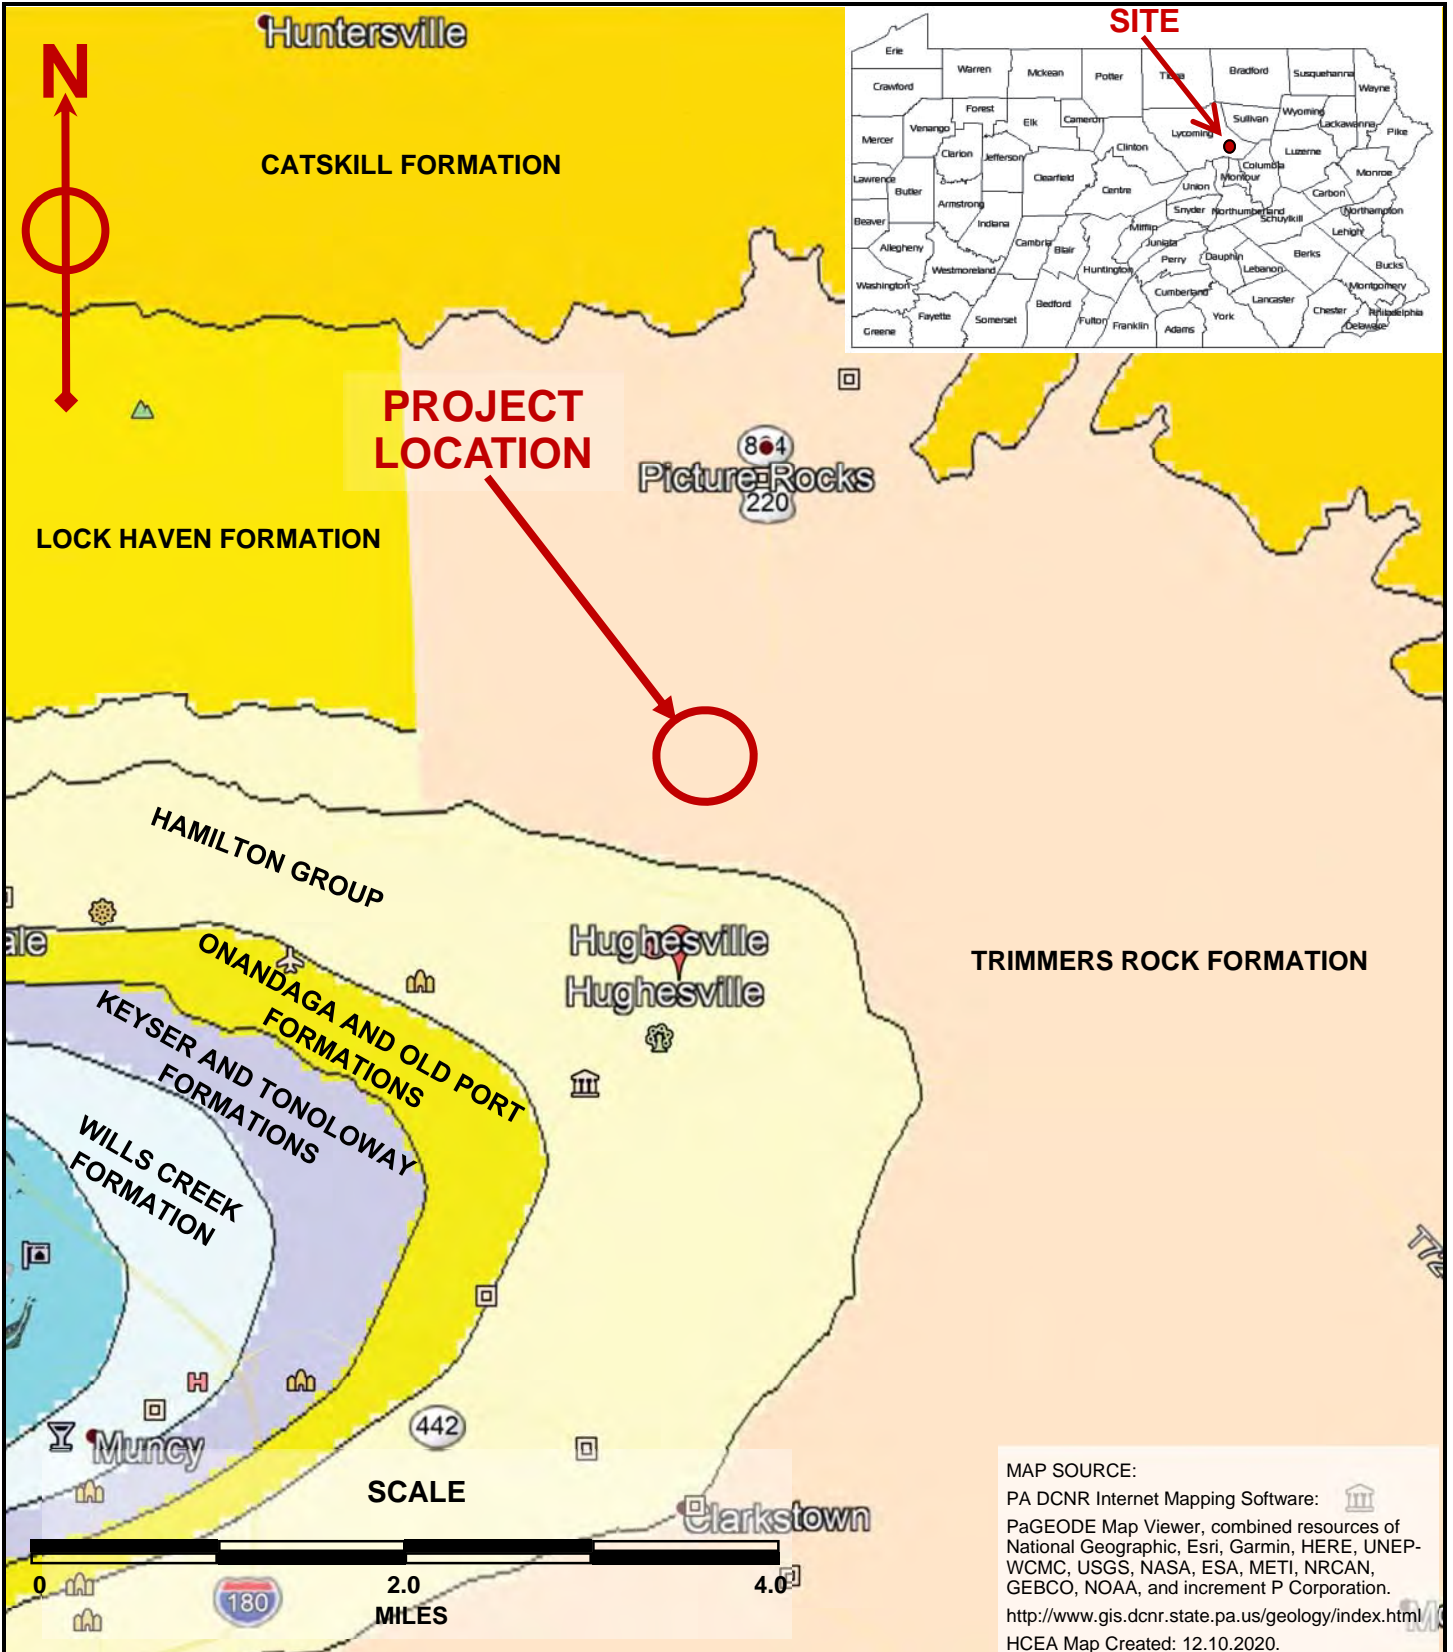 Huntersville
N
CATSKILL FORMATION
SITE
Erie
Crawford
Warren
Mckean
Potter
Tioga
Bradford
Susquehanna
Wayne
Forest
Elk
Cameron
Mercer
Venango
Clarion
Jefferson
Clinton
Lycoming
Sullivan
Wyoming
Lackawanna
Pike
Lawrence
Butler
Armstrong
Clearfield
Centre
Union
Montour
Columbia
Luzerne
Monroe
Carbon
Beaver
Indiana
Snyder
Northumberland
Schuylkill
Northampton
Lehigh
Allegheny
Cambria
Blair
Mifflin
Juniata
Perry
Dauphin
Lebanon
Berks
Bucks
Westmoreland
Huntington
Montgomery
Washington
Cumberland
Lancaster
Chester
Philadelphia
Delaware
Greene
Fayette
Somerset
Bedford
Fulton
Franklin
Adams
York
PROJECT
LOCATION
Picture Rocks
220
LOCK HAVEN FORMATION
HAMILTON GROUP
ale
Hughesville
Hughesville
TRIMMERS ROCK FORMATION
ONANDAGA AND OLD PORT
FORMATIONS
KEYSER AND TONOLOWAY
FORMATIONS
WILLS CREEK
FORMATION
T72
H
Muncy
442
SCALE
Clarkstown
0
2.0
4.0
MILES
180
MAP SOURCE:
PA DCNR Internet Mapping Software:
PaGEODE Map Viewer, combined resources of
National Geographic, Esri, Garmin, HERE, UNEP-
WCMC, USGS, NASA, ESA, METI, NRCAN,
GEBCO, NOAA, and increment P Corporation.
http://www.gis.dcnr.state.pa.us/geology/index.html
HCEA Map Created: 12.10.2020.